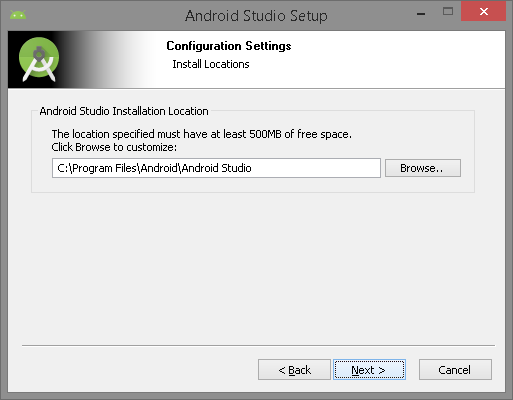 Android Studio Setup
Configuration Settings
Install Locations
Android Studio Installation Location
The location specified must have at least 500MB of free space.
Click Browse to customize:
C:\Program Files\Android\Android Studio
Browse..
< Back
Next >
Cancel